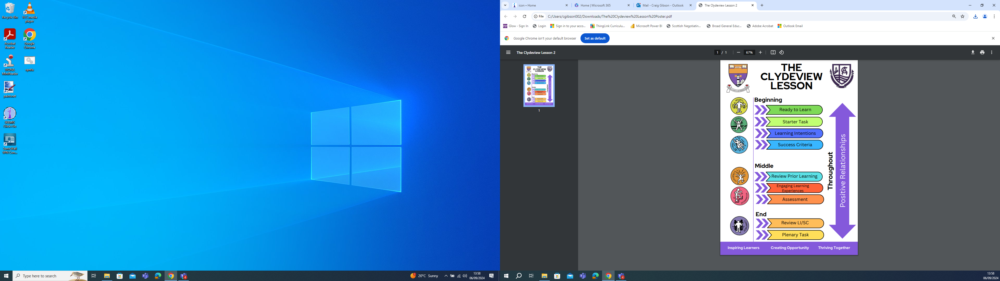 Recycle Bin
VLC media
player
Acrobat
Reader
Google
Chrome
IVONA
MiniReader
vpnfix
paint.net
SEEMIS
Click+Go
SonicWall
VPN Con...
Type here to search
20°C Sunny
13:58
06/09/2024
icon • Home
Home | Microsoft 365
Mail - Craig Gibson - Outlook
The Clydeview Lesson 2
File C:/Users/cgibson002/Downloads/The%20Clydeview%20Lesson%20Poster.pdf
Glow - Sign In
Login
Sign in to your acco...
ThingLink Curriculu...
Microsoft Power BI
Scottish Negotiatin...
Broad General Educ...
Adobe Acrobat
Outlook Email
Google Chrome isn't your default browser
Set as default
The Clydeview Lesson 2
1 / 1
67%
1
THE
CLYDEVIEW
LESSON
Beginning
INTEGRITY
Ready to Learn
RESPECT
Starter Task
Learning Intentions
AMBITION
Success Criteria
Middle
CREATIVITY
Review Prior Learning
Engaging Learning
Experiences
DETERMINATION
Assessment
End
Review LI/SC
Plenary Task
Throughout
Positive Relationships
Inspiring Learners
Creating Opportunity
Thriving Together
4
13:58
06/09/2024